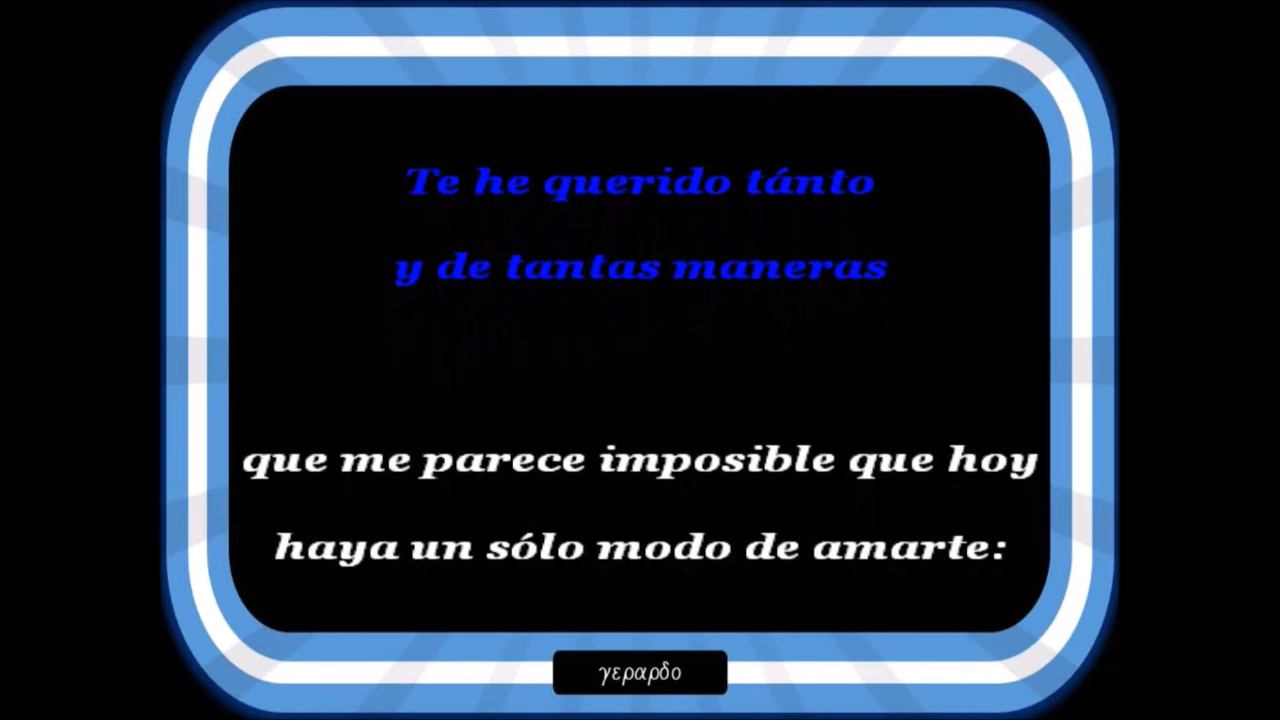 Te he querido tánto
y de tantas maneras
que me parece imposible que hoy
haya un sólo modo de amarte:
γεραρδο